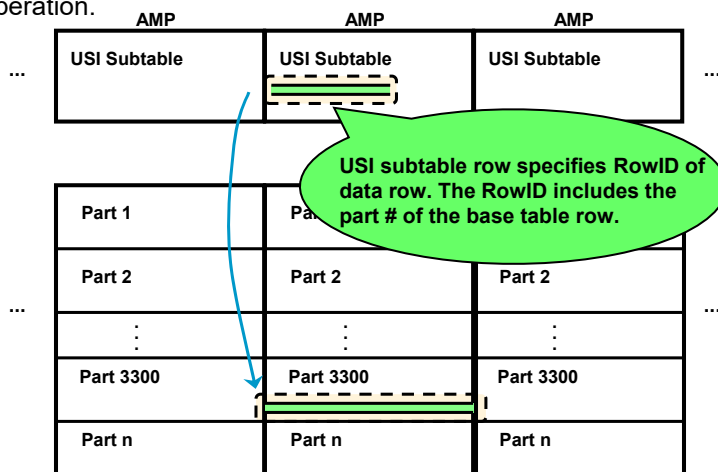 peration.
AMP AMP AMP
USI Subtable USI Subtable USI Subtable
... ...
USI subtable row specifies RowID of
data row. The RowID includes the
part # of the base table row.
Part 1 Pa
Part 2 Part 2 Part 2
... ...
Part 3300 Part 3300 Part 3300
Part n Part n Part n